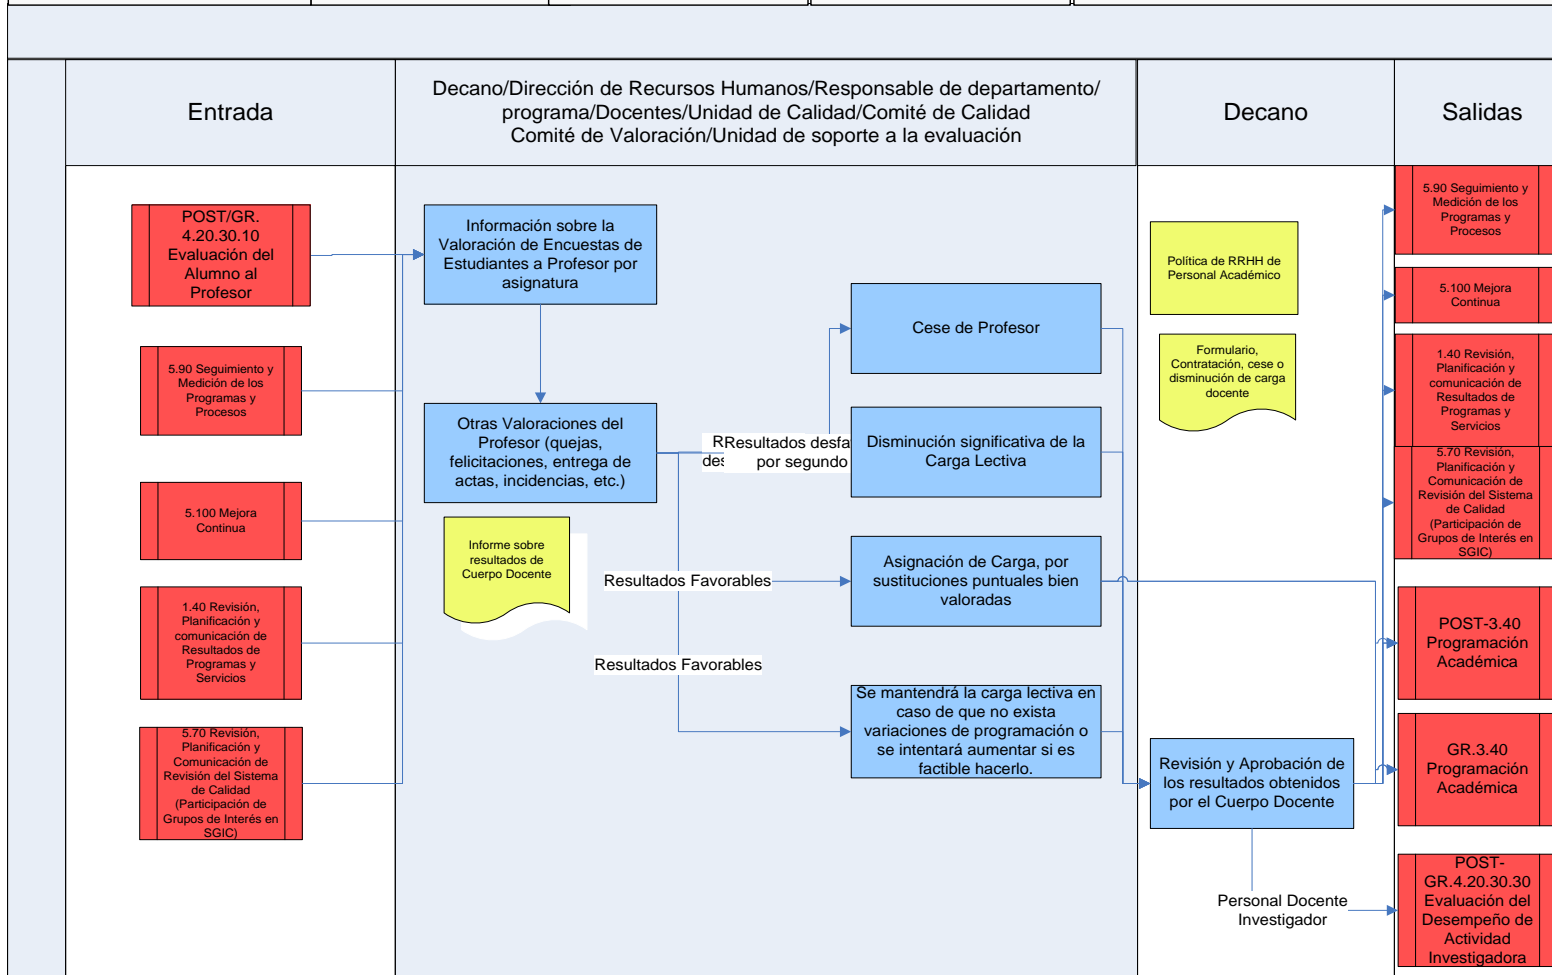 Entrada
Decano/Dirección de Recursos Humanos/Responsable de departamento/
programa/Docentes/Unidad de Calidad/Comité de Calidad
Comité de Valoración/Unidad de soporte a la evaluación
Decano
Salidas
POST/GR.
4.20.30.10
Evaluación del
Alumno al
Profesor
5.90 Seguimiento y
Medición de los
Programas y
Procesos
5.100 Mejora
Continua
1.40 Revisión,
Planificación y
comunicación de
Resultados de
Programas y
Servicios
5.70 Revisión,
Planificación y
Comunicación de
Revisión del Sistema
de Calidad
(Participación de
Grupos de Interés en
SGIC)
Información sobre la
Valoración de Encuestas de
Estudiantes a Profesor por
asignatura
Otras Valoraciones del
Profesor (quejas,
felicitaciones, entrega de
actas, incidencias, etc.)
Informe sobre
resultados de
Cuerpo Docente
Resultados
por segundo
Resultados Favorables
Resultados Favorables
Cese de Profesor
Disminución significativa de la
Carga Lectiva
Asignación de Carga, por
sustituciones puntuales bien
valoradas
Se mantendrá la carga lectiva en
caso de que no exista
variaciones de programación o
se intentará aumentar si es
factible hacerlo.
Política de RRHH de
Personal Académico
Formulario,
Contratación, cese o
disminución de carga
docente
Revisión y Aprobación de
los resultados obtenidos
por el Cuerpo Docente
Personal Docente
Investigador
5.90 Seguimiento y
Medición de los
Programas y
Procesos
5.100 Mejora
Continua
1.40 Revisión,
Planificación y
comunicación de
Resultados de
Programas y
Servicios
5.70 Revisión,
Planificación y
Comunicación de
Revisión del Sistema
de Calidad
(Participación de
Grupos de Interés en
SGIC)
POST-3.40
Programación
Académica
GR.3.40
Programación
Académica
POST-
GR.4.20.30.30
Evaluación del
Desempeño de
Actividad
Investigadora